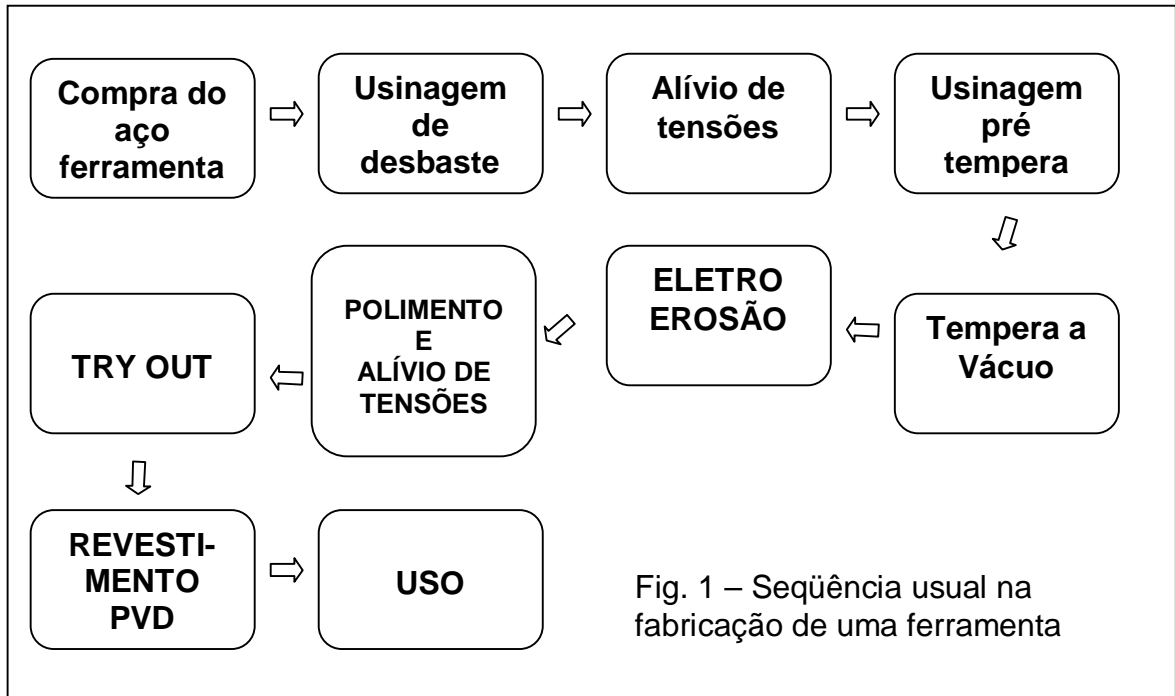 Compra do
aço
ferramenta
Usinagem
de
desbaste
Alívio de
tensões
Usinagem
pré
tempera
Tempera a
Vácuo
ELETRO
EROSÃO
POLIMENTO
E
ALÍVIO DE
TENSÕES
TRY OUT
REVESTI-
MENTO
PVD
USO
Fig. 1 – Seqüência usual na
fabricação de uma ferramenta